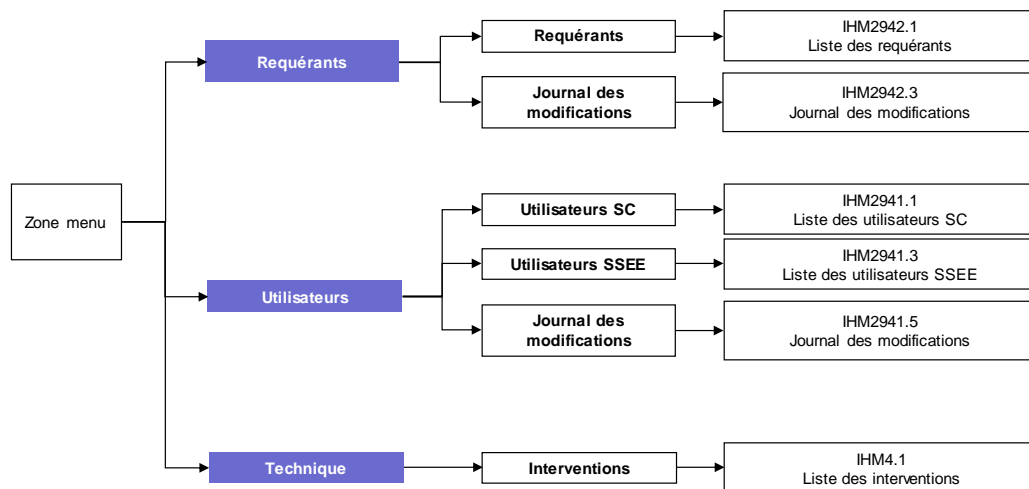 Zone menu
Requérants
Requérants
IHM2942.1
Liste des requérants
Journal des
modifications
IHM2942.3
Journal des modifications
Utilisateurs
Utilisateurs SC
IHM2941.1
Liste des utilisateurs SC
Utilisateurs SSEE
IHM2941.3
Liste des utilisateurs SSEE
Journal des
modifications
IHM2941.5
Journal des modifications
Technique
Interventions
IHM4.1
Liste des interventions